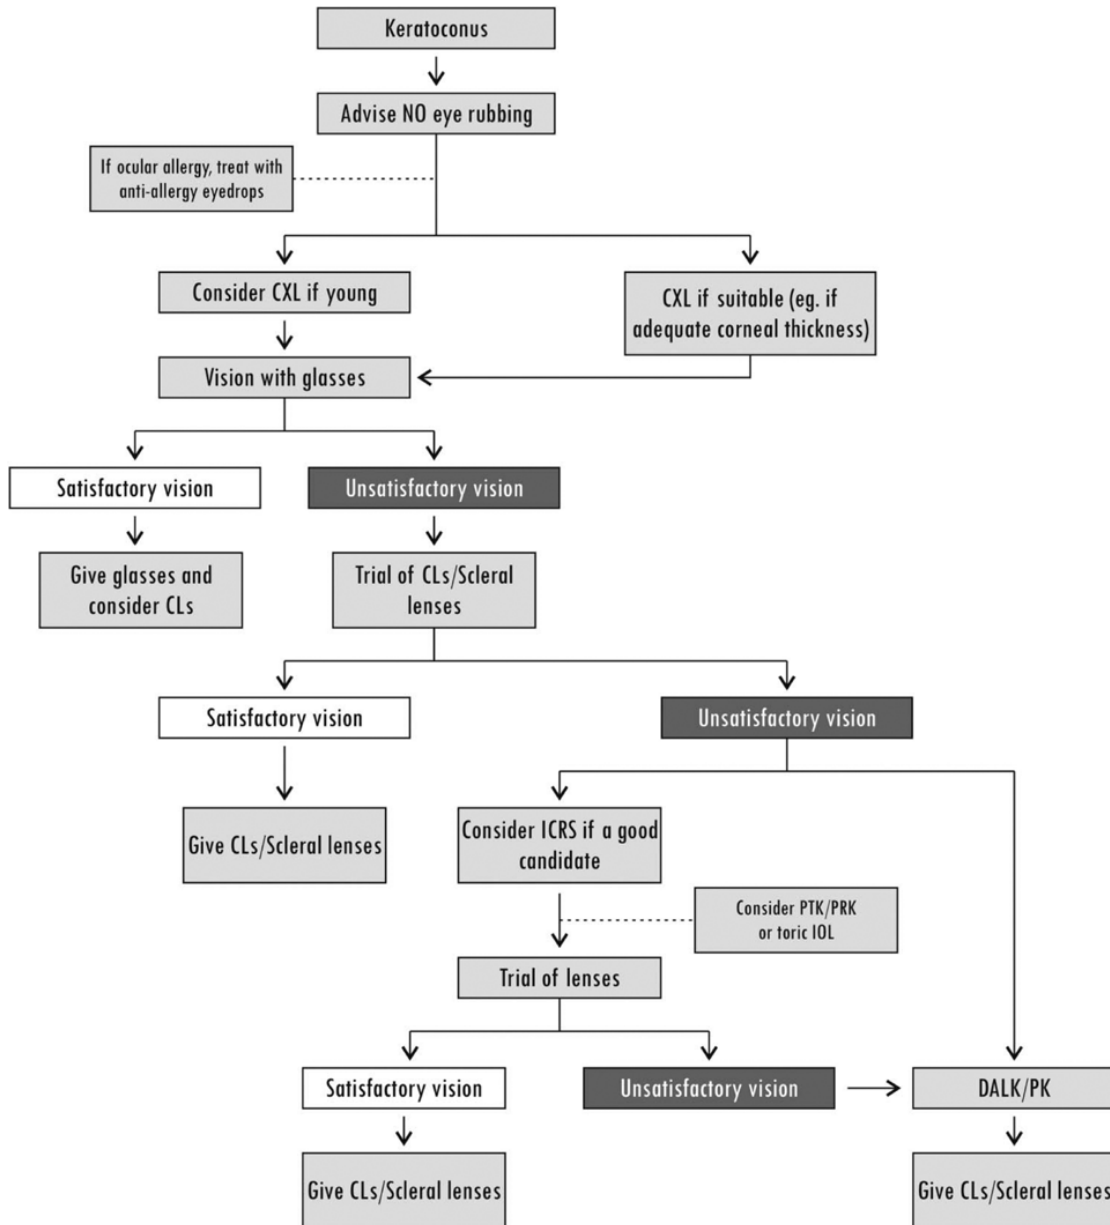 Keratoconus
Advise NO eye rubbing
If ocular allergy, treat with
anti-allergy eyedrops
Consider CXL if young
CXL if suitable (eg. if
adequate corneal thickness)
Vision with glasses
Satisfactory vision
Unsatisfactory vision
Give glasses and
consider CLs
Trial of CLs/Scleral
lenses
Satisfactory vision
Unsatisfactory vision
Give CLs/Scleral lenses
Consider ICRS if a good
candidate
Consider PTK/PRK
or toric IOL
Trial of lenses
Satisfactory vision
Unsatisfactory vision
DALK/PK
Give CLs/Scleral lenses
Give CLs/Scleral lenses